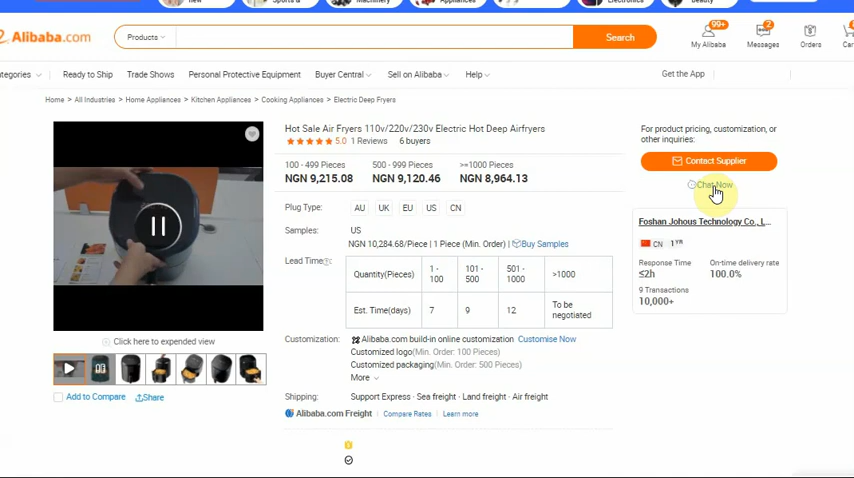 new
Sports &
Machinery
Appliances
Electronics
beauty
Alibaba.com
Products
Search
99+
2
My Alibaba
Messages
Orders
Car
ategories
Ready to Ship
Trade Shows
Personal Protective Equipment
Buyer Central
Sell on Alibaba
Help
Get the App
Home > All Industries > Home Appliances > Kitchen Appliances > Cooking Appliances > Electric Deep Fryers
Hot Sale Air Fryers 110v/220v/230v Electric Hot Deep Airfryers
5.0 1 Reviews 6 buyers
100 - 499 Pieces 500 - 999 Pieces >=1000 Pieces
NGN 9,215.08 NGN 9,120.46 NGN 8,964.13
Plug Type: AU UK EU US CN
Samples: US
NGN 10,284.68/Piece | 1 Piece (Min. Order) | Buy Samples
Lead Time :
Quantity(Pieces) 1 - 100 101 - 500 501 - 1000 >1000
Est. Time(days) 7 9 12 To be negotiated
Customization: Alibaba.com build-in online customization Customise Now
Customized logo(Min. Order: 100 Pieces)
Customized packaging(Min. Order: 500 Pieces)
More
Shipping: Support Express · Sea freight · Land freight · Air freight
Alibaba.com Freight Compare Rates Learn more
Click here to expended view
Add to Compare Share
For product pricing, customization, or
other inquiries:
Contact Supplier
Chat Now
Foshan Johous Technology Co., L...
CN 1 YR
Response Time On-time delivery rate
≤2h 100.0%
9 Transactions
10,000+